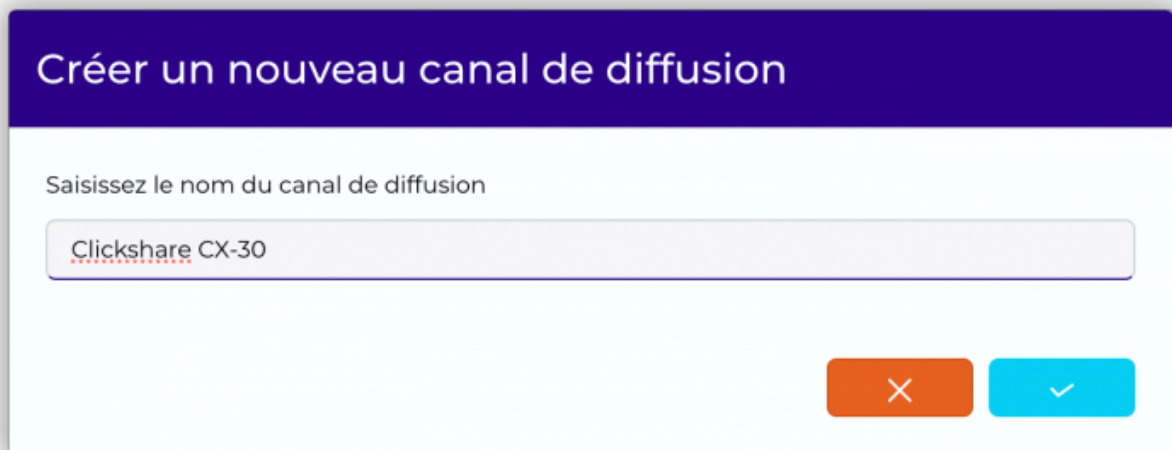 Créer un nouveau canal de diffusion
Saisissez le nom du canal de diffusion
Clickshare CX-30